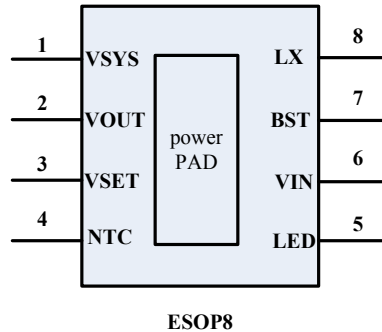 1 VSYS LX 8
2 VOUT BST 7
3 VSET VIN 6
4 NTC LED 5
power
PAD
ESOP8